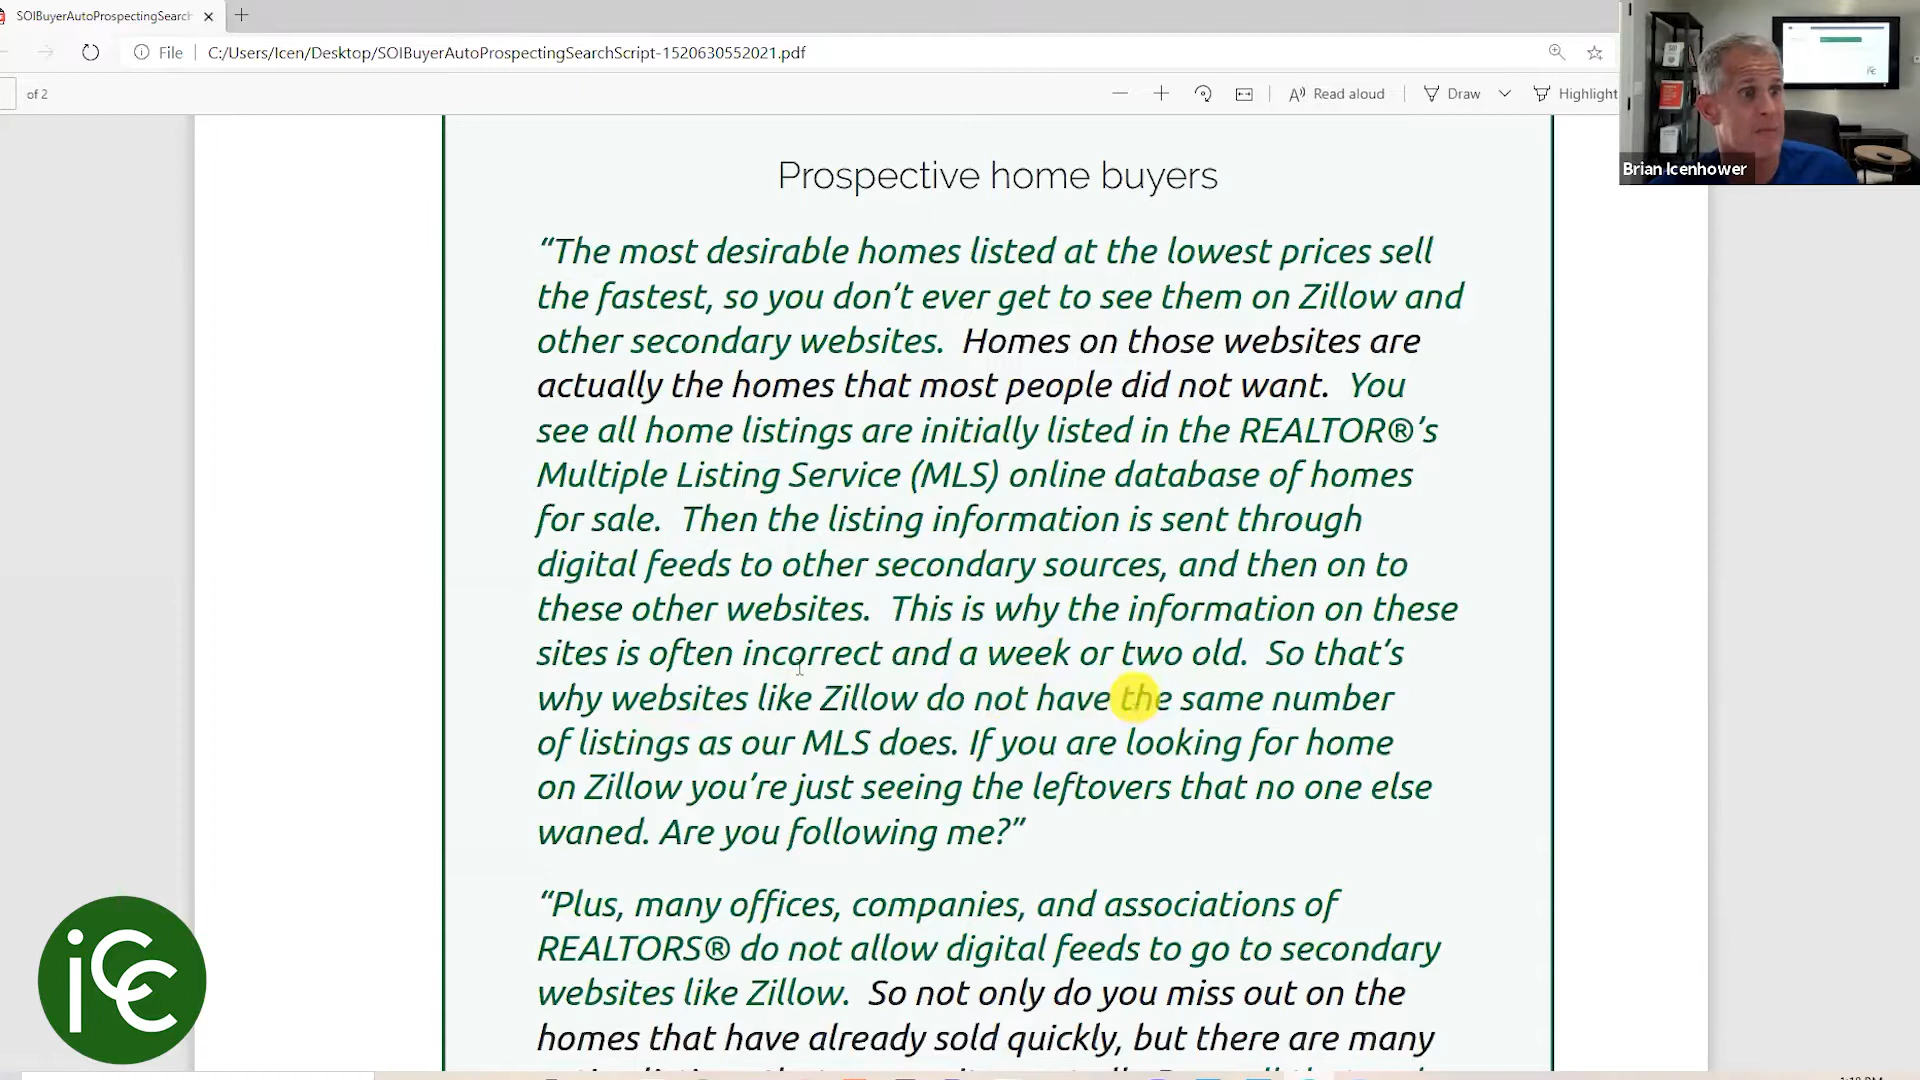 SOIBuyerAutoProspectingSearch
File
C:/Users/Icen/Desktop/SOIBuyerAutoProspectingSearchScript-1520630552021.pdf
of 2
Read aloud
Draw
Highlight
Brian Icenhower
Prospective home buyers
“The most desirable homes listed at the lowest prices sell
the fastest, so you don’t ever get to see them on Zillow and
other secondary websites. Homes on those websites are
actually the homes that most people did not want. You
see all home listings are initially listed in the REALTOR®’s
Multiple Listing Service (MLS) online database of homes
for sale. Then the listing information is sent through
digital feeds to other secondary sources, and then on to
these other websites. This is why the information on these
sites is often incorrect and a week or two old. So that’s
why websites like Zillow do not have the same number
of listings as our MLS does. If you are looking for home
on Zillow you’re just seeing the leftovers that no one else
waned. Are you following me?”
“Plus, many offices, companies, and associations of
REALTORS® do not allow digital feeds to go to secondary
websites like Zillow. So not only do you miss out on the
homes that have already sold quickly, but there are many
iCC